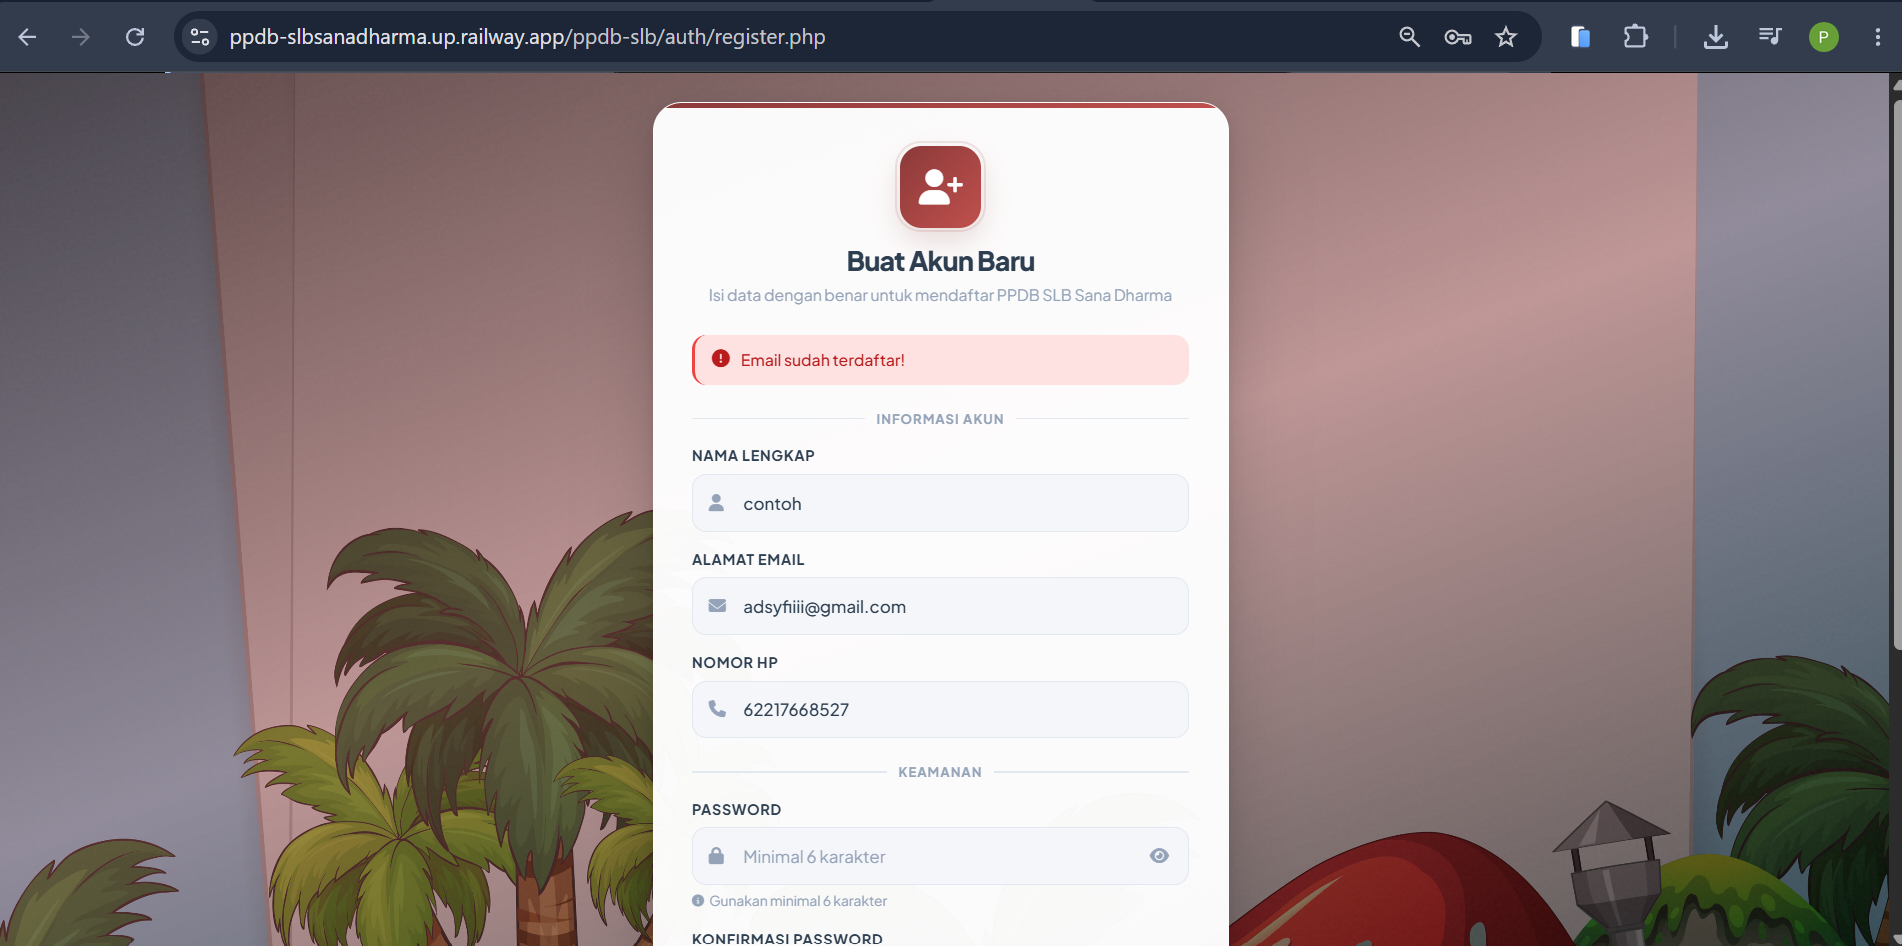 ppdb-slbsanadharma.up.railway.app/ppdb-slb/auth/register.php
P
Buat Akun Baru
Isi data dengan benar untuk mendaftar PPDB SLB Sana Dharma
Email sudah terdaftar!
INFORMASI AKUN
NAMA LENGKAP
contoh
ALAMAT EMAIL
adsyfiiii@gmail.com
NOMOR HP
62217668527
KEAMANAN
PASSWORD
Minimal 6 karakter
Gunakan minimal 6 karakter
KONFIRMASI PASSWORD